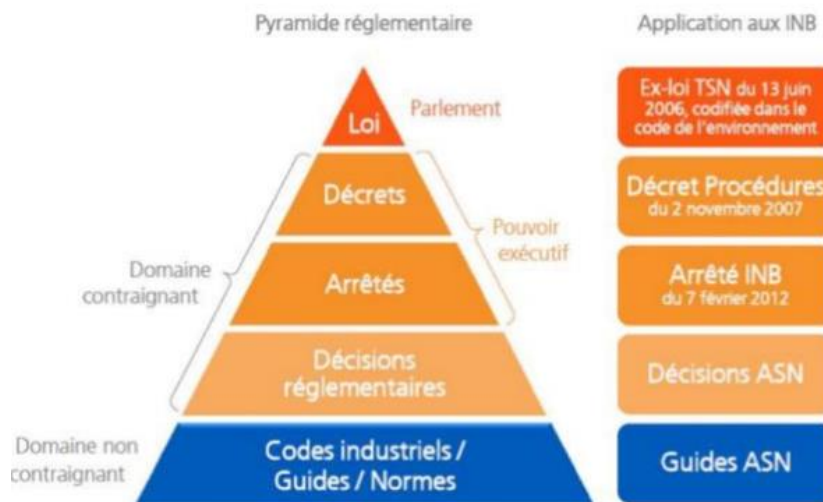 Pyramide réglementaire
Application aux INB
Loi
Parlement
Ex-loi TSN du 13 juin
2006, codifiée dans le
code de l'environnement
Décrets
Décret Procédures
du 2 novembre 2007
Pouvoir
exécutif
Domaine
contraignant
Arrêtés
Arrêté INB
du 7 février 2012
Décisions
réglementaires
Décisions ASN
Domaine non
contraignant
Codes industriels /
Guides / Normes
Guides ASN